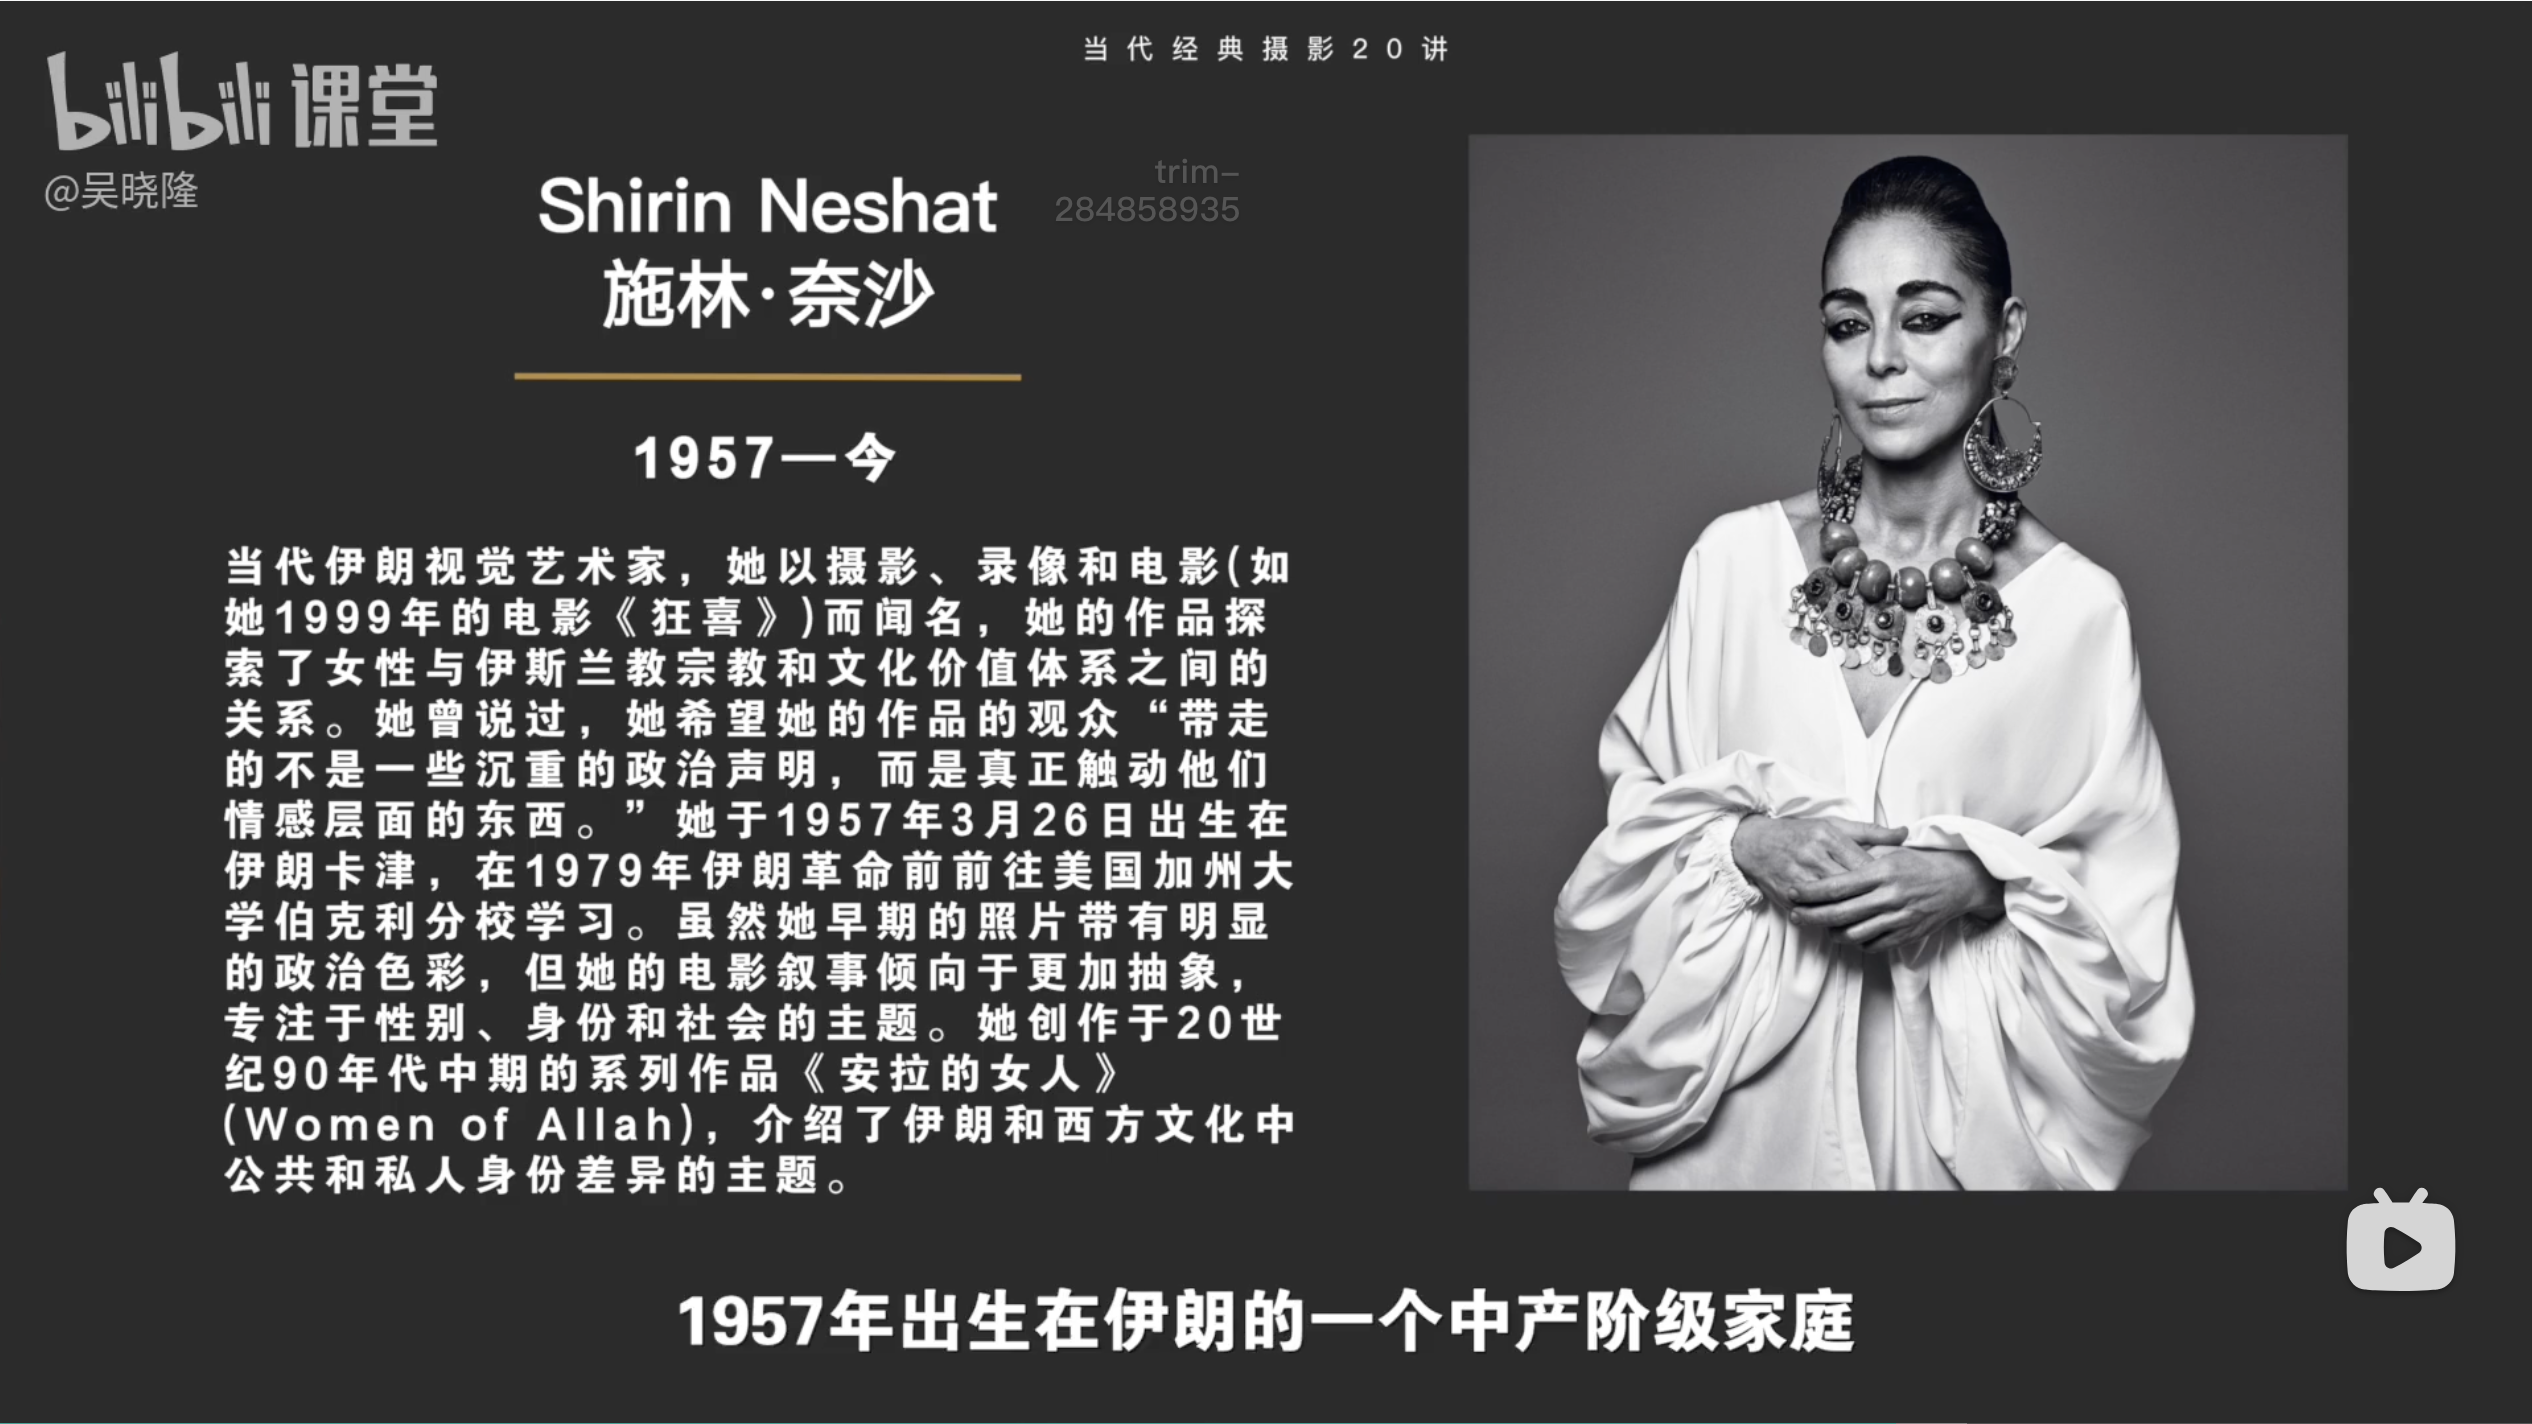 当代经典摄影20讲
bilibili 课堂
@吴晓隆
trim-
284858935
Shirin Neshat
施林·奈沙
1957—今
当代伊朗视觉艺术家，她以摄影、录像和电影(如
她1999年的电影《狂喜》)而闻名，她的作品探
索了女性与伊斯兰教宗教和文化价值体系之间的
关系。她曾说过，她希望她的作品的观众“带走
的不是一些沉重的政治声明，而是真正触动他们
情感层面的东西。”她于1957年3月26日出生在
伊朗卡津，在1979年伊朗革命前前往美国加州大
学伯克利分校学习。虽然她早期的照片带有明显
的政治色彩，但她的电影叙事倾向于更加抽象，
专注于性别、身份和社会的主题。她创作于20世
纪90年代中期的系列作品《安拉的女人》
(Women of Allah)，介绍了伊朗和西方文化中
公共和私人身份差异的主题。
1957年出生在伊朗的一个中产阶级家庭